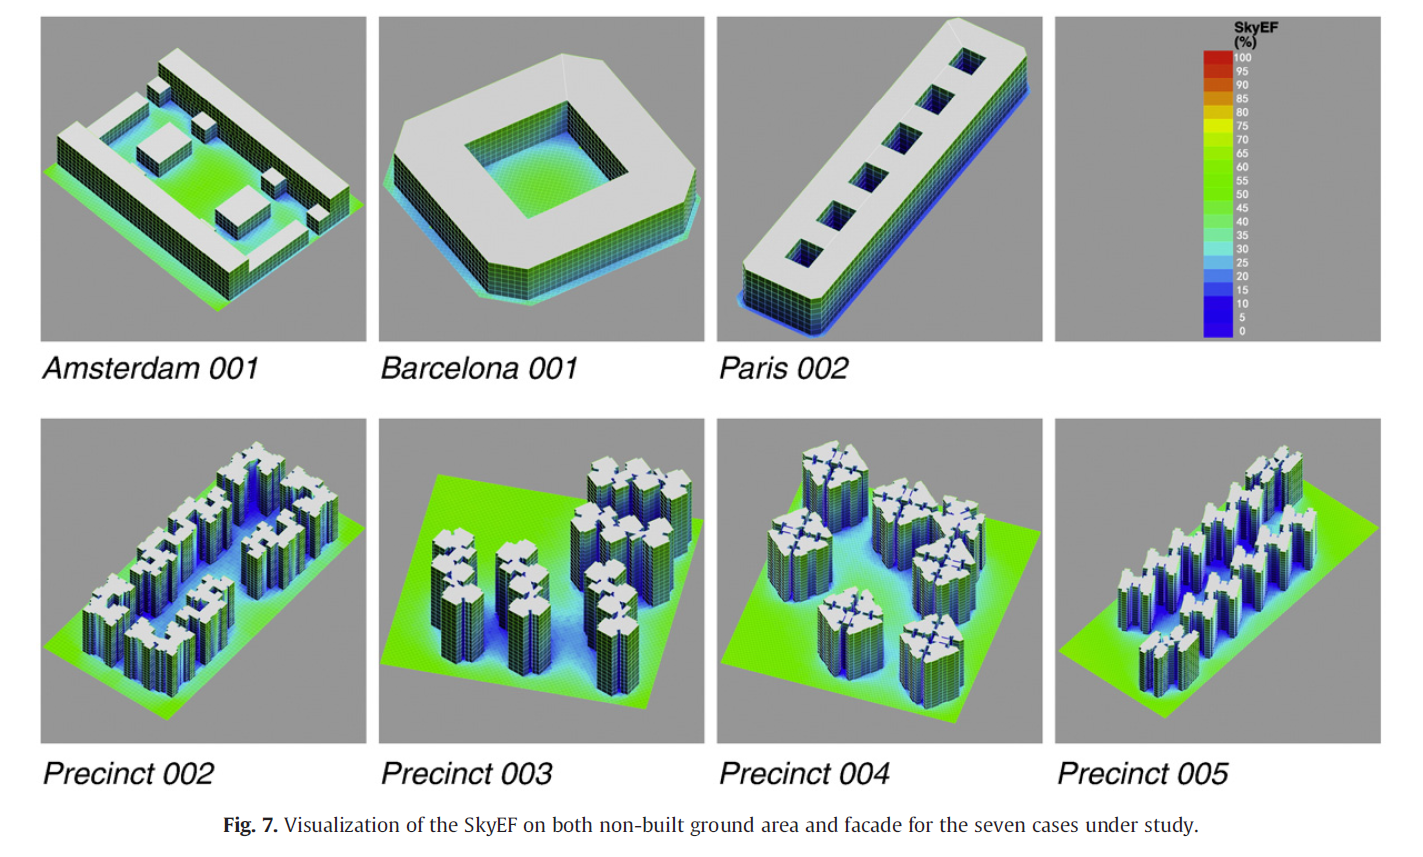 SkyEF
(%)
100
95
90
85
80
75
70
65
60
55
50
45
40
35
30
25
20
15
10
5
0
Amsterdam 001
Barcelona 001
Paris 002
Precinct 002
Precinct 003
Precinct 004
Precinct 005
Fig. 7. Visualization of the SkyEF on both non-built ground area and facade for the seven cases under study.